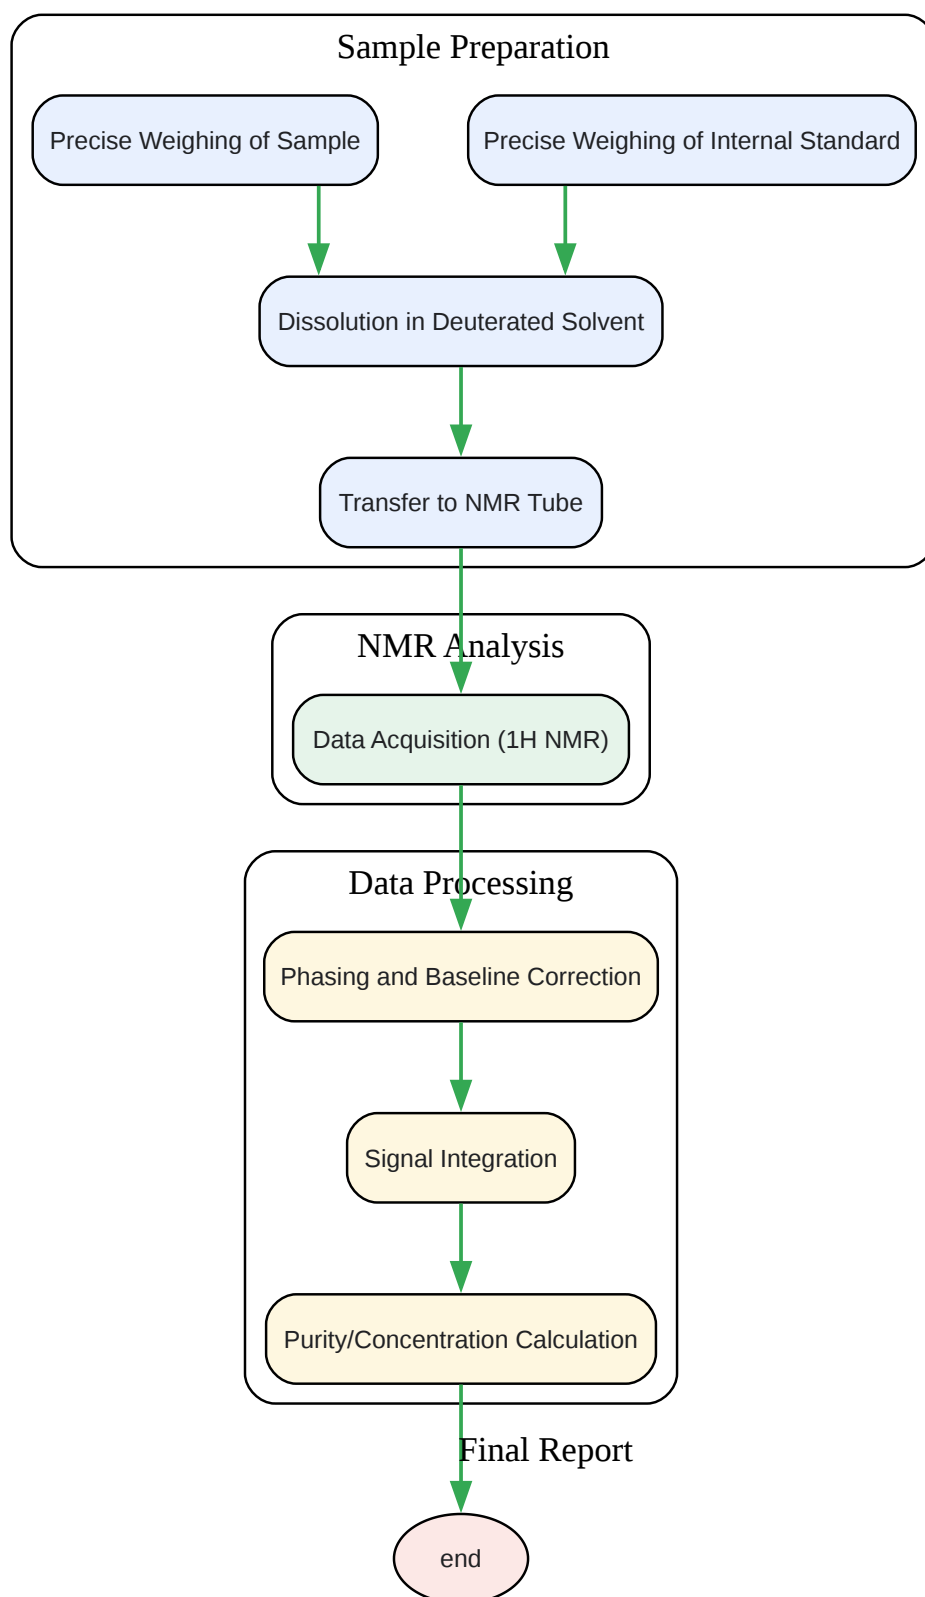 Sample Preparation
Precise Weighing of Sample
Precise Weighing of Internal Standard
Dissolution in Deuterated Solvent
Transfer to NMR Tube
NMR Analysis
Data Acquisition (1H NMR)
Data Processing
Phasing and Baseline Correction
Signal Integration
Purity/Concentration Calculation
Final Report
end